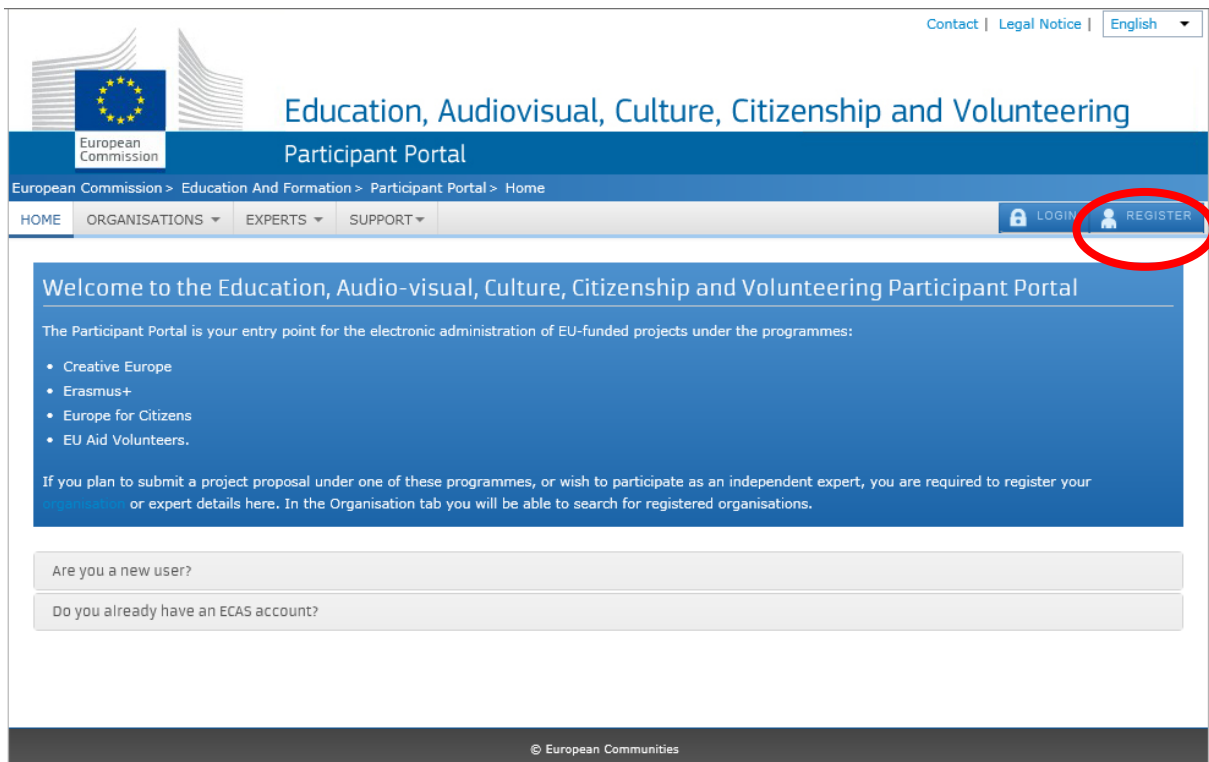 Contact | Legal Notice | English
Education, Audiovisual, Culture, Citizenship and Volunteering
European
Commission
Participant Portal
European Commission > Education And Formation > Participant Portal > Home
HOME ORGANISATIONS EXPERTS SUPPORT LOGIN REGISTER
Welcome to the Education, Audio-visual, Culture, Citizenship and Volunteering Participant Portal
The Participant Portal is your entry point for the electronic administration of EU-funded projects under the programmes:
• Creative Europe
• Erasmus+
• Europe for Citizens
• EU Aid Volunteers.
If you plan to submit a project proposal under one of these programmes, or wish to participate as an independent expert, you are required to register your
organisation or expert details here. In the Organisation tab you will be able to search for registered organisations.
Are you a new user?
Do you already have an ECAS account?
© European Communities